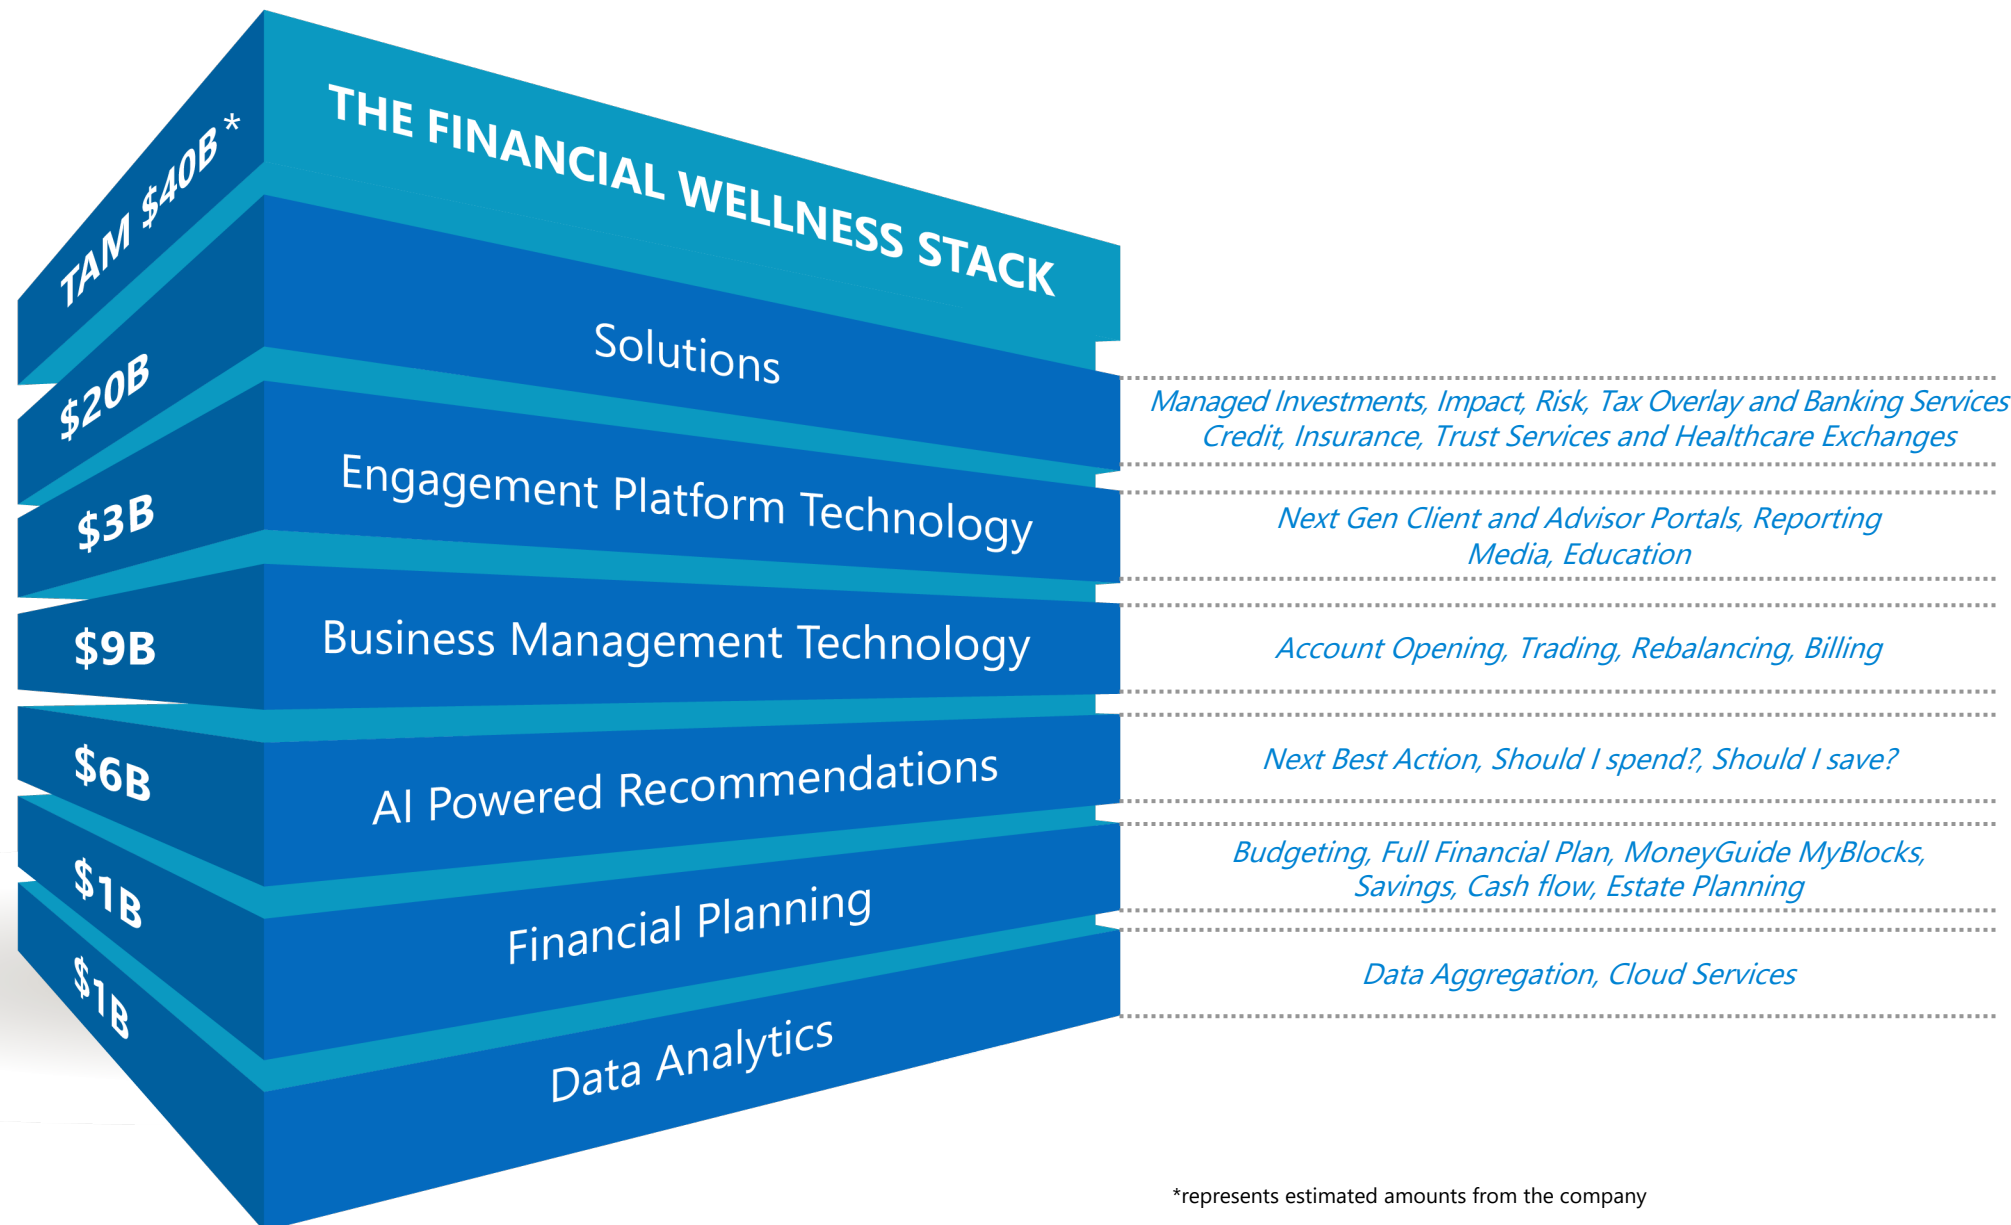 TAM $40B*
THE FINANCIAL WELLNESS STACK
$20B
Solutions
Managed Investments, Impact, Risk, Tax Overlay and Banking Services
Credit, Insurance, Trust Services and Healthcare Exchanges
$3B
Engagement Platform Technology
Next Gen Client and Advisor Portals, Reporting
Media, Education
$9B
Business Management Technology
Account Opening, Trading, Rebalancing, Billing
$6B
AI Powered Recommendations
Next Best Action, Should I spend?, Should I save?
$1B
Financial Planning
Budgeting, Full Financial Plan, MoneyGuide MyBlocks,
Savings, Cash flow, Estate Planning
$1B
Data Analytics
Data Aggregation, Cloud Services
*represents estimated amounts from the company